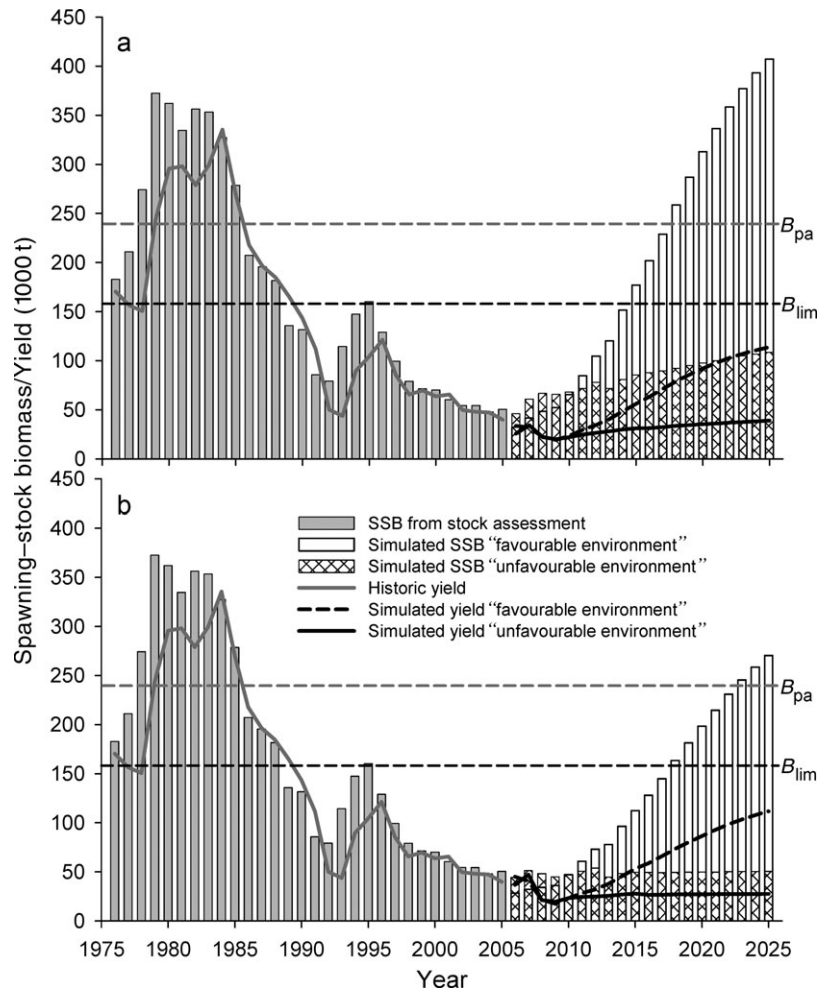 Spawning–stock biomass/Yield (1000 t)
a
450
400
350
300
250
200
150
100
50
0
Bpa
Blim
b
450
400
350
300
250
200
150
100
50
0
SSB from stock assessment
Simulated SSB “favourable environment”
Simulated SSB “unfavourable environment”
Historic yield
Simulated yield “favourable environment”
Simulated yield “unfavourable environment”
Bpa
Blim
1975 1980 1985 1990 1995 2000 2005 2010 2015 2020 2025
Year